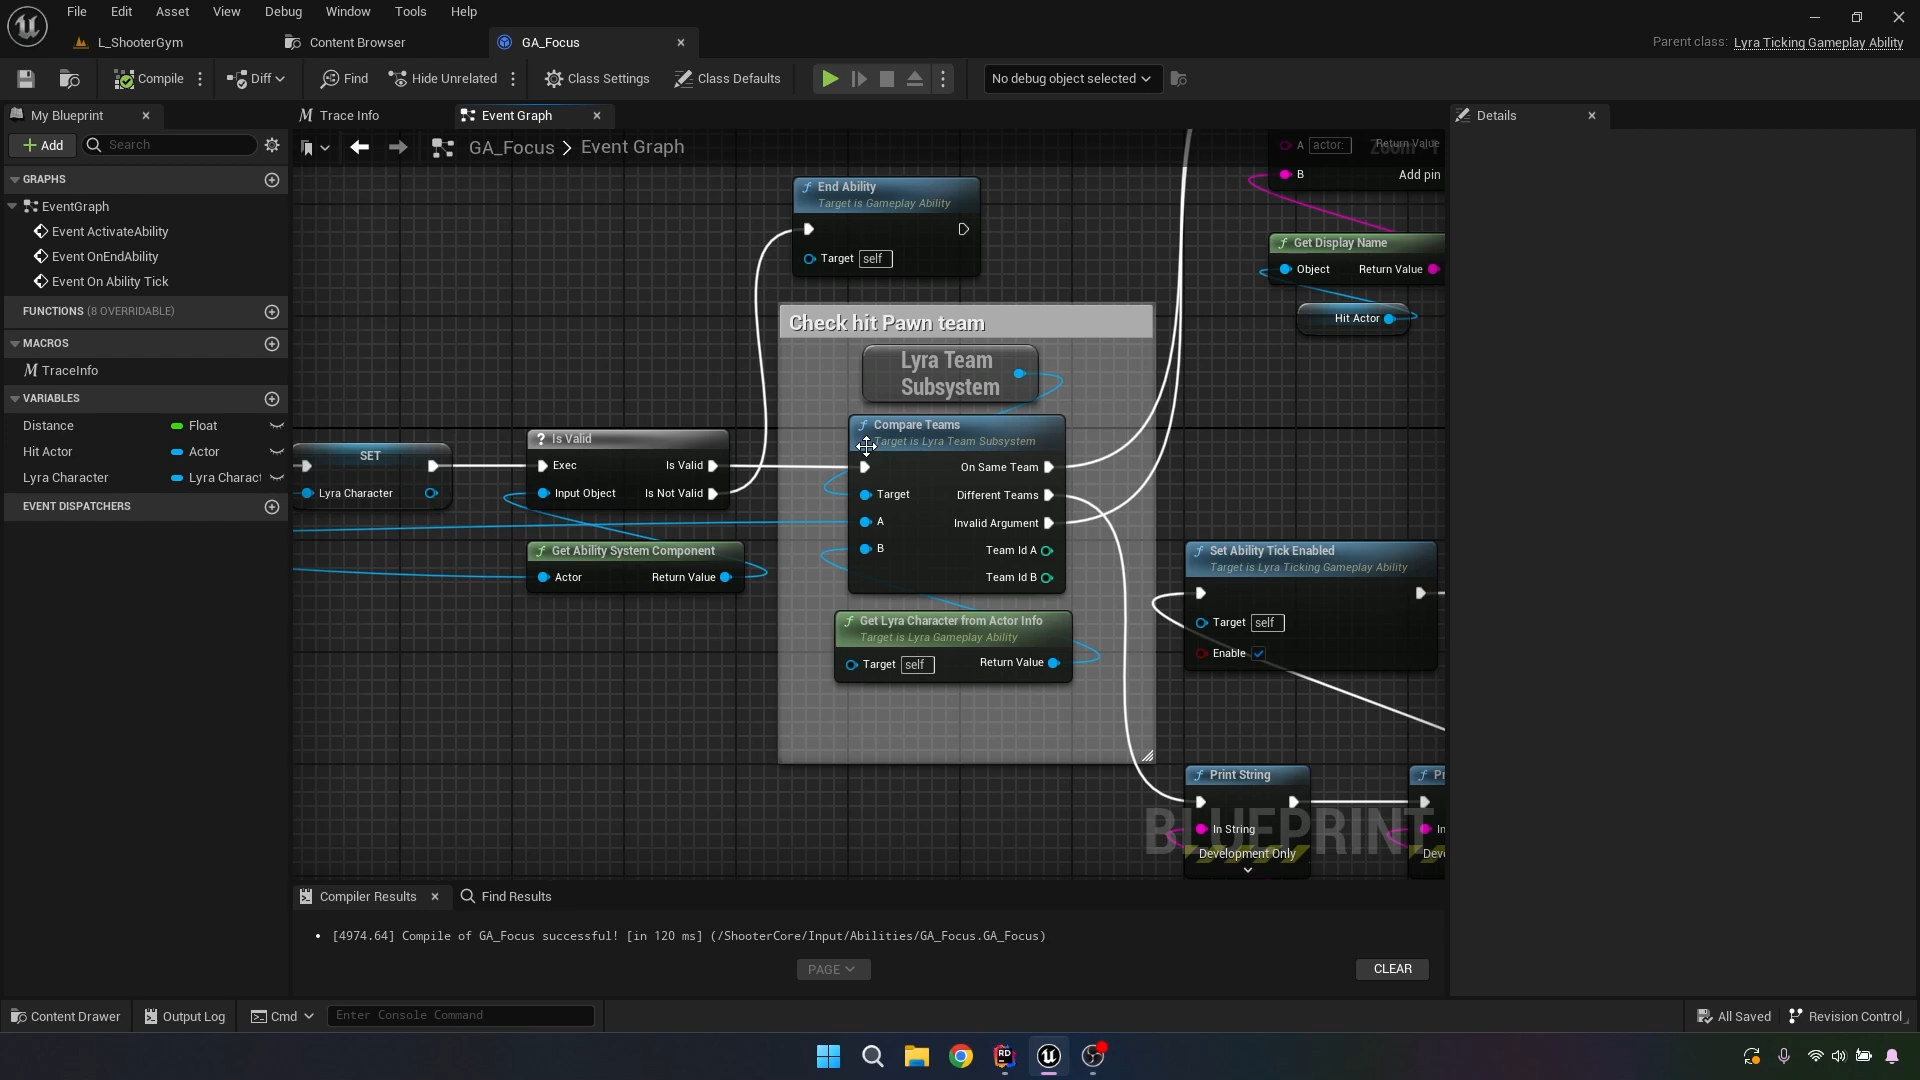 File Edit Asset View Debug Window Tools Help
L_ShooterGym
Content Browser
GA_Focus
Parent class: Lyra Ticking Gameplay Ability
Compile
Diff
Find
Hide Unrelated
Class Settings
Class Defaults
No debug object selected
My Blueprint
Trace Info
Event Graph
Details
Add
Search
GA_Focus > Event Graph
GRAPHS
EventGraph
Event ActivateAbility
Event OnEndAbility
Event On Ability Tick
FUNCTIONS (8 OVERRIDABLE)
MACROS
TraceInfo
VARIABLES
Distance Float
Hit Actor Actor
Lyra Character Lyra Charact
EVENT DISPATCHERS
SET
Lyra Character
? Is Valid
Exec Is Valid
Input Object Is Not Valid
f Get Ability System Component
Actor Return Value
f End Ability
Target is Gameplay Ability
Target self
Check hit Pawn team
Lyra Team
Subsystem
f Compare Teams
Target is Lyra Team Subsystem
On Same Team
Target Different Teams
A Invalid Argument
B Team Id A
Team Id B
f Get Lyra Character from Actor Info
Target is Lyra Gameplay Ability
Target self Return Value
A actor: Return Value
B Add pin
f Get Display Name
Object Return Value
Hit Actor
f Set Ability Tick Enabled
Target is Lyra Ticking Gameplay Ability
Target self
Enable
f Print String
In String
Development Only
f Pr
In
Deve
BLUEPRINT
Compiler Results
Find Results
• [4974.64] Compile of GA_Focus successful! [in 120 ms] (/ShooterCore/Input/Abilities/GA_Focus.GA_Focus)
PAGE
CLEAR
Content Drawer
Output Log
Cmd
Enter Console Command
All Saved
Revision Control
RD